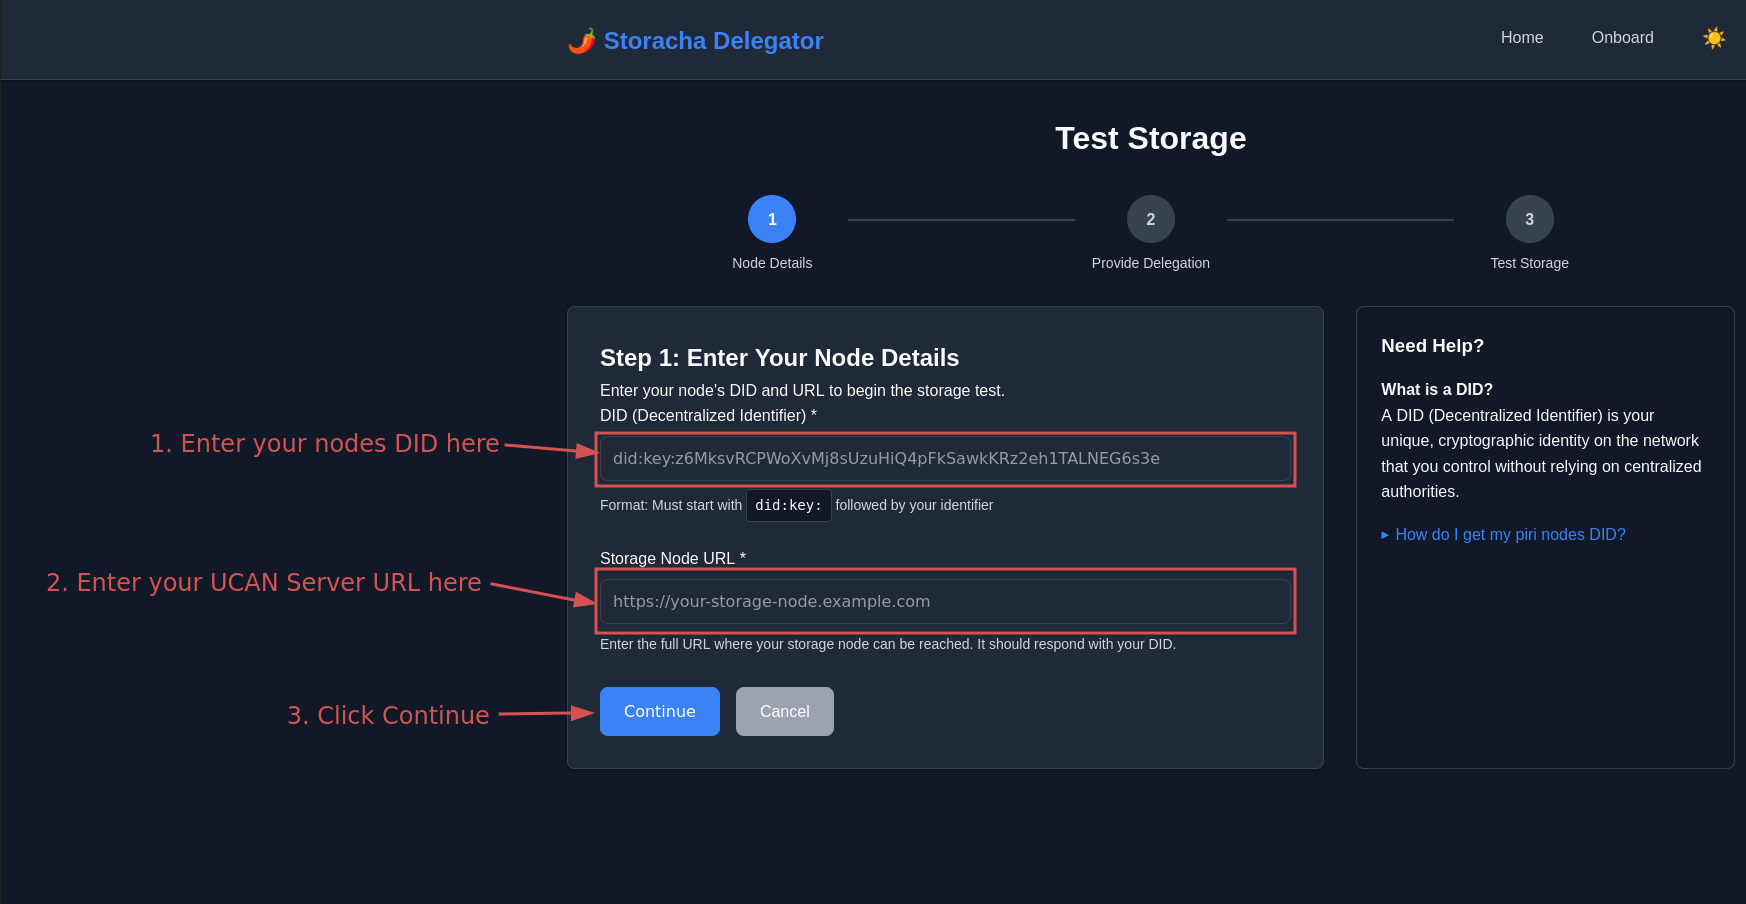 Storacha Delegator
Home
Onboard
Test Storage
1
2
3
Node Details
Provide Delegation
Test Storage
Step 1: Enter Your Node Details
Enter your node's DID and URL to begin the storage test.
DID (Decentralized Identifier) *
1. Enter your nodes DID here
did:key:z6MksvRCPWoXvMj8sUzuHiQ4pFkSawkKRz2eh1TALNEG6s3e
Format: Must start with did:key: followed by your identifier
Storage Node URL *
2. Enter your UCAN Server URL here
https://your-storage-node.example.com
Enter the full URL where your storage node can be reached. It should respond with your DID.
3. Click Continue
Continue
Cancel
Need Help?
What is a DID?
A DID (Decentralized Identifier) is your
unique, cryptographic identity on the network
that you control without relying on centralized
authorities.
▸ How do I get my piri nodes DID?